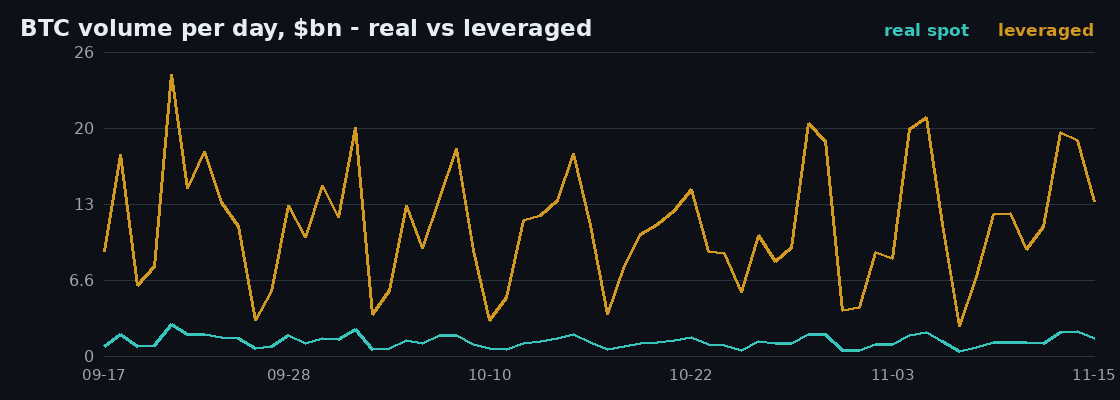 BTC volume per day, $bn - real vs leveraged
real spot leveraged
26
20
13
6.6
0
09-17 09-28 10-10 10-22 11-03 11-15